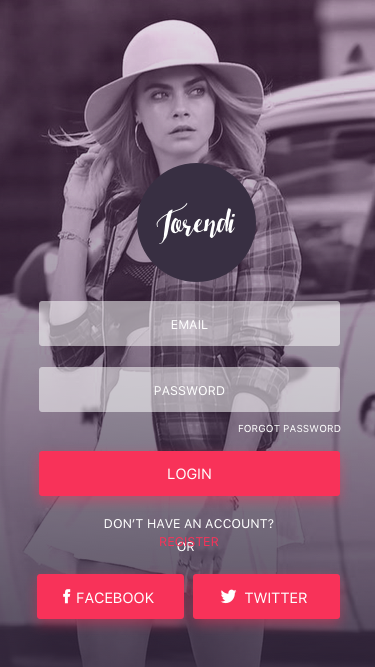 Torendi
EMAIL
PASSWORD
FORGOT PASSWORD
LOGIN
DON'T HAVE AN ACCOUNT?
REGISTER
OR
FACEBOOK
TWITTER